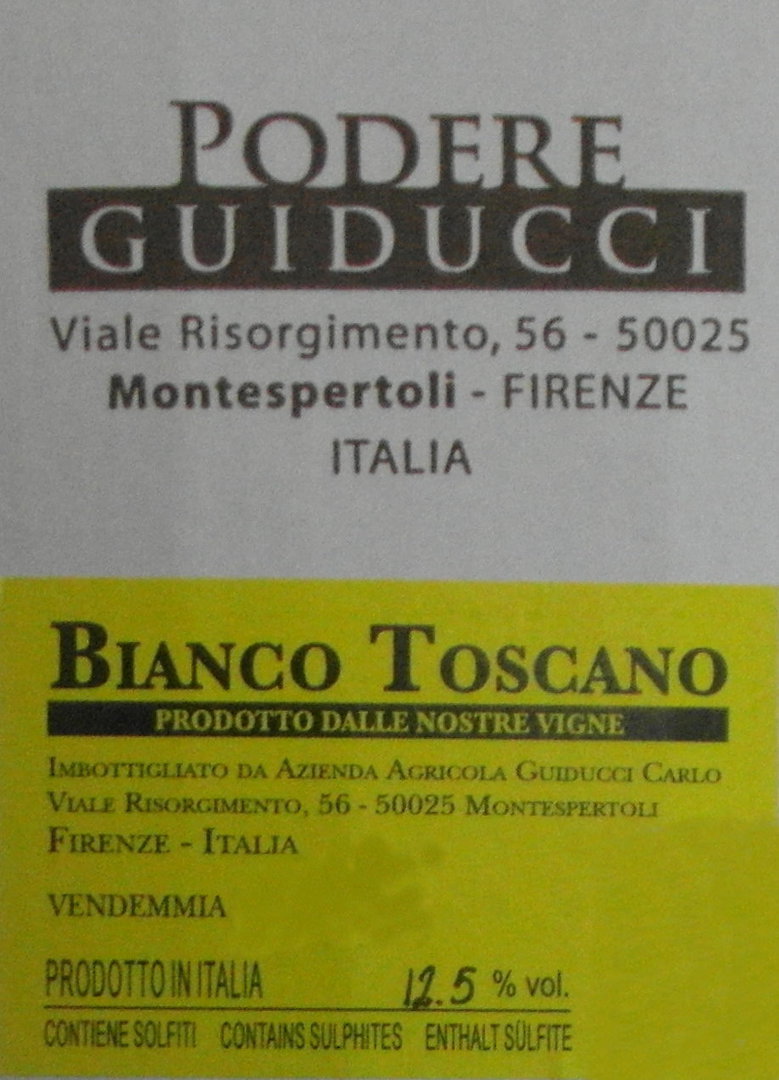 PODERE
GUIDUCCI
Viale Risorgimento, 56 - 50025
Montespertoli - FIRENZE
ITALIA
BIANCO TOSCANO
PRODOTTO DALLE NOSTRE VIGNE
IMBOTTIGLIATO DA AZIENDA AGRICOLA GUIDUCCI CARLO
VIALE RISORGIMENTO, 56 - 50025 MONTESPERTOLI
FIRENZE - ITALIA
VENDEMMIA
PRODOTTO IN ITALIA 12.5 % vol.
CONTIENE SOLFITI CONTAINS SULPHITES ENTHALT SÜLFITE